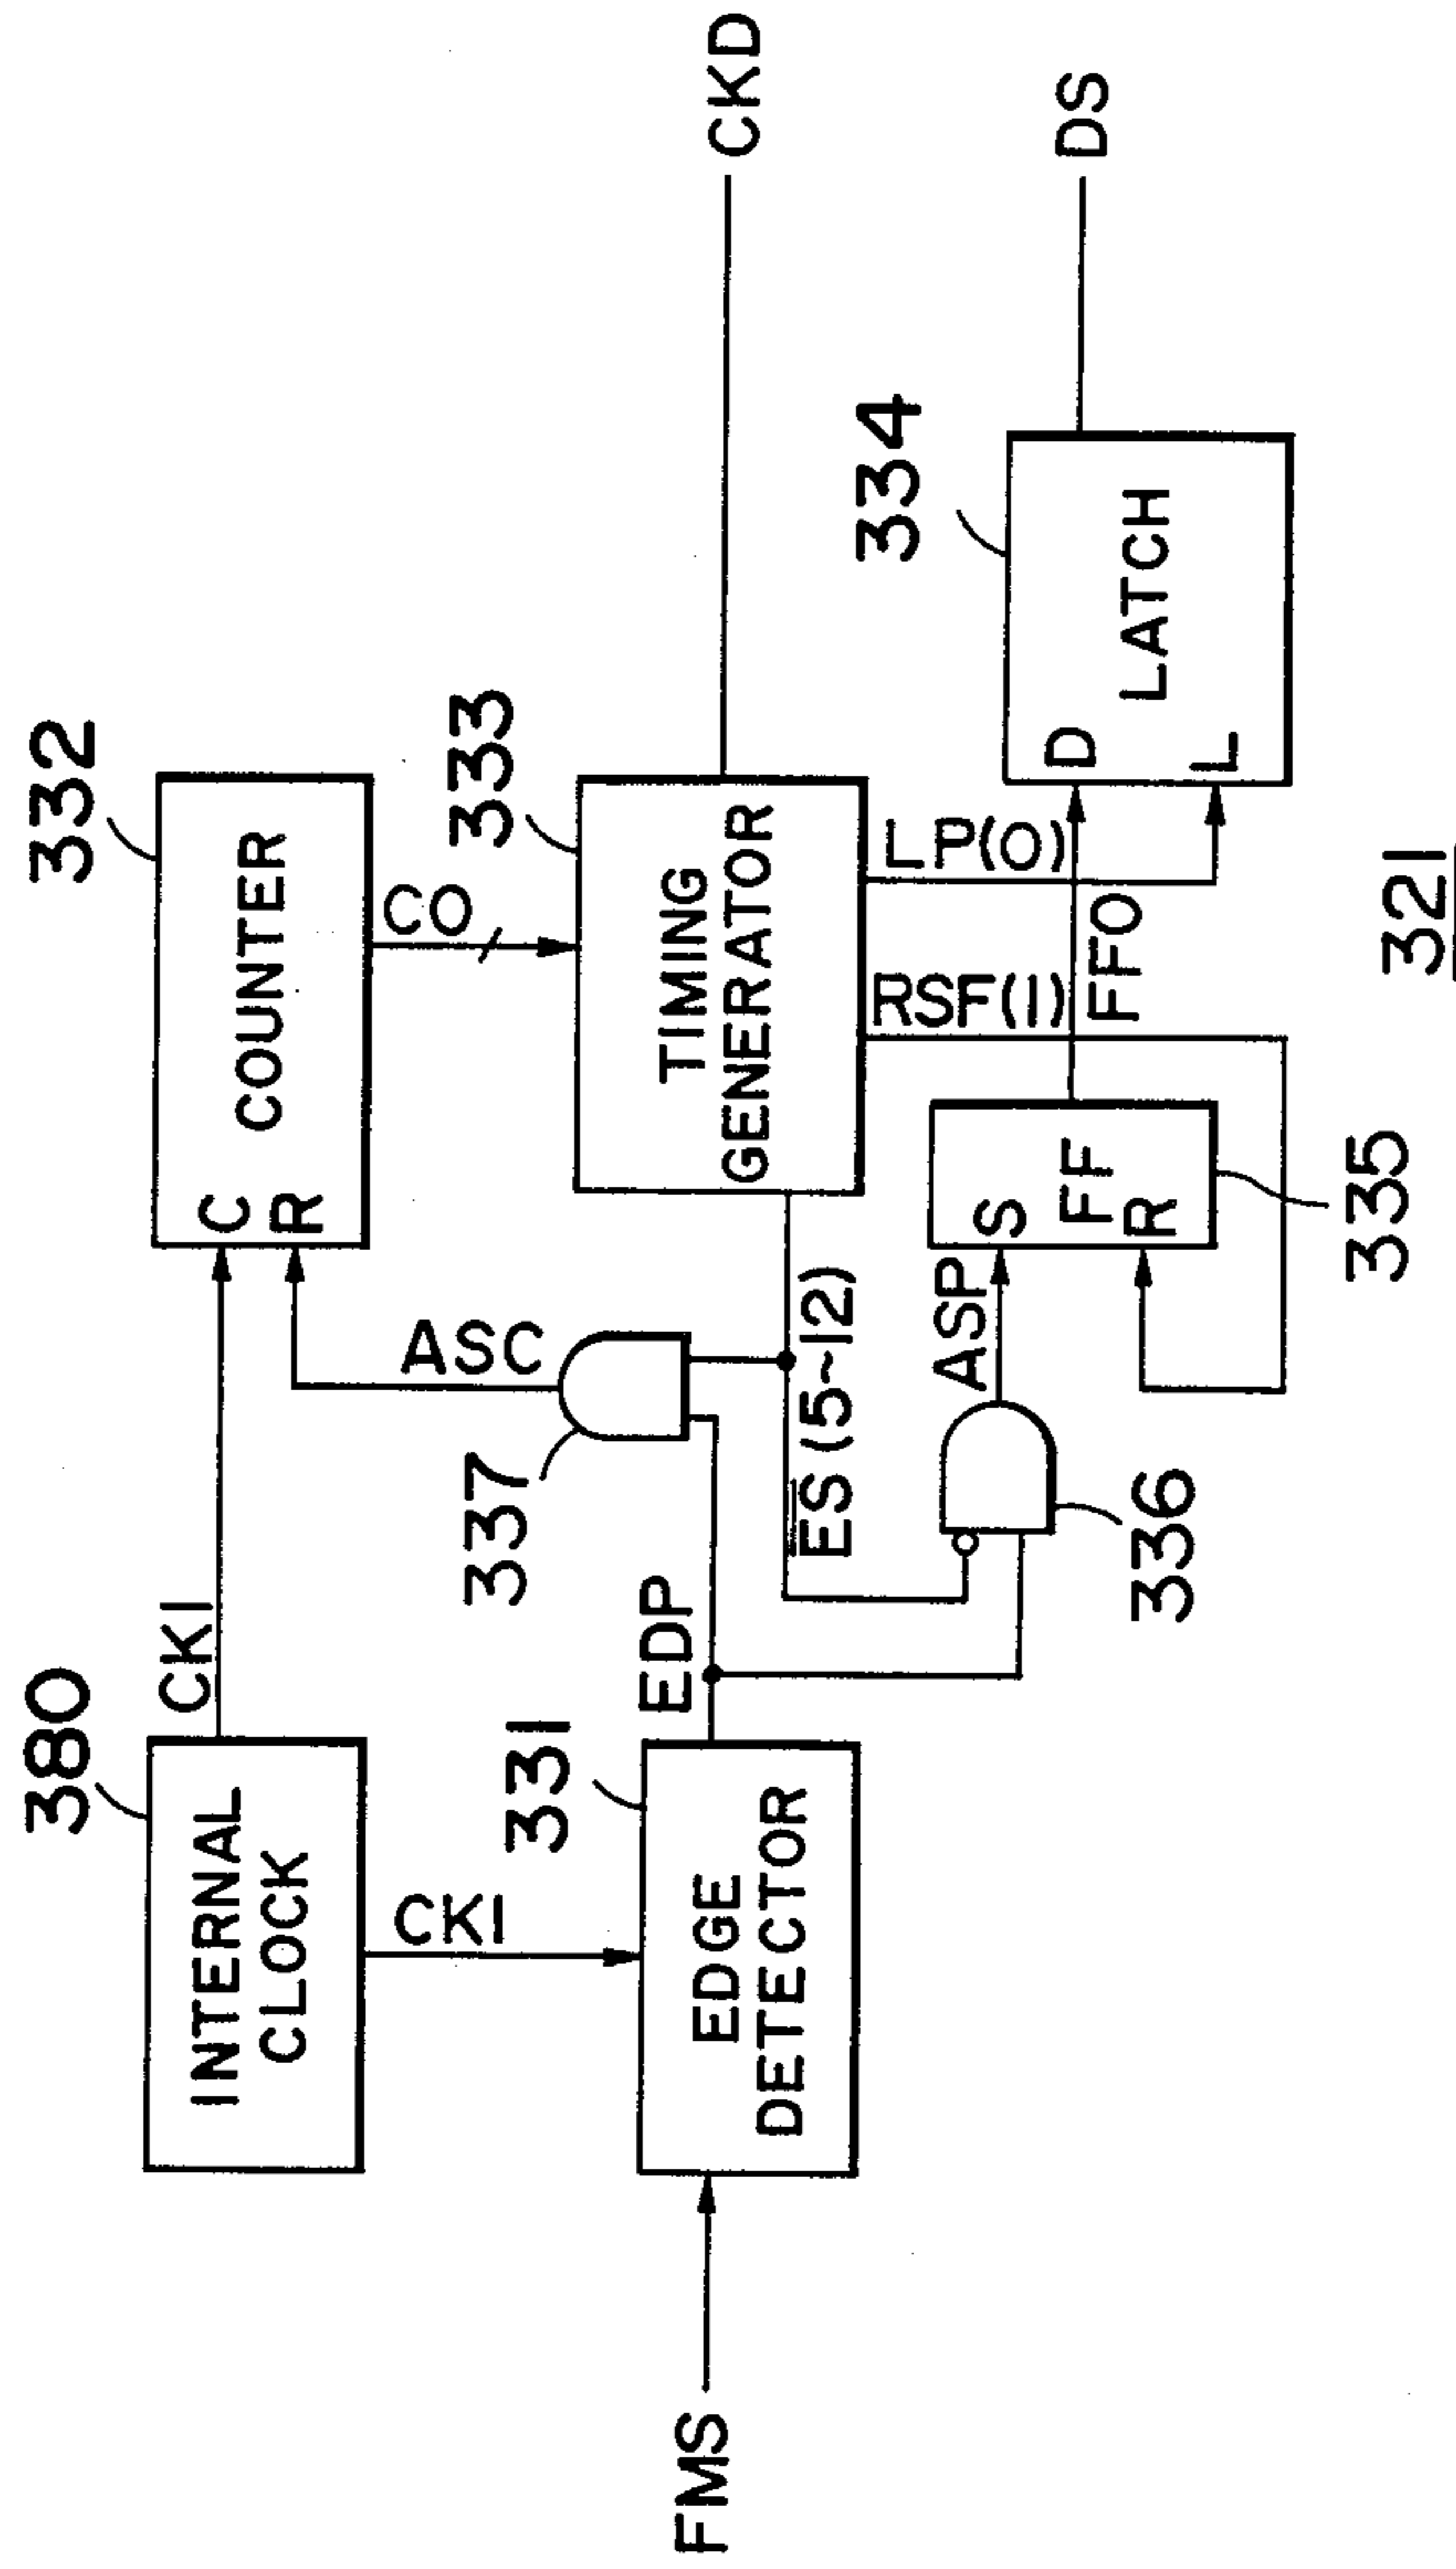 380
INTERNAL
CLOCK
CKI
332
COUNTER
C
R
CKI
ASC
CO
337
331
EDGE
DETECTOR
FMS
EDP
333
TIMING
GENERATOR
CKD
ES (5~12)
LP(0)
RSF(1)
336
ASP
S
FF
R
335
FFO
334
D
LATCH
L
DS
321